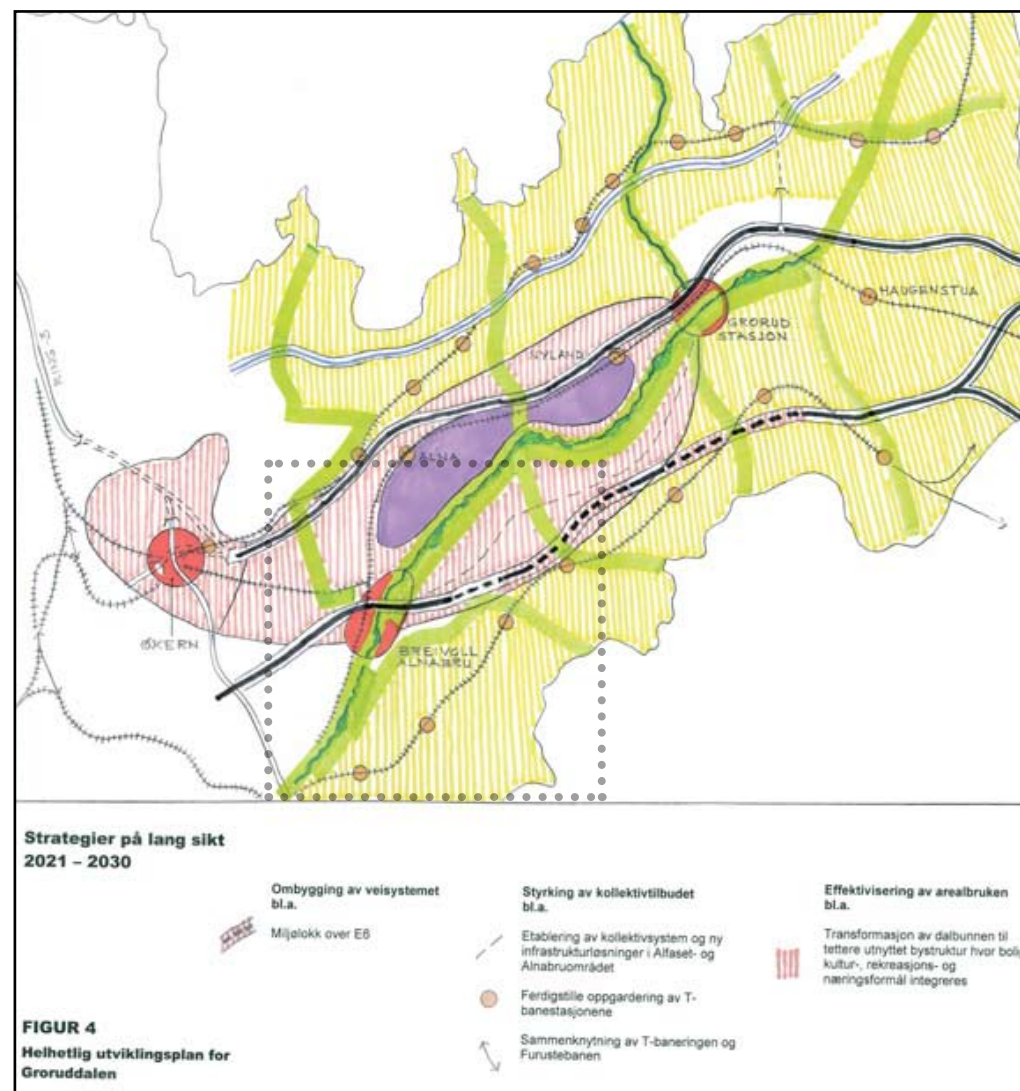 HAUGENSTUA
GRORUD
STASJON
NYLAND
RING 3
ALNA
ØKERN
BREIVOLL
ALNABRU
Strategier på lang sikt
2021 – 2030
Ombygging av veisystemet
bl.a.
Miljølokk over E6
Styrking av kollektivtilbudet
bl.a.
Etablering av kollektivsystem og ny
infrastrukturløsninger i Alfaset- og
Alnabruområdet
Ferdigstille oppgardering av T-
banestasjonene
Sammenknytning av T-baneringen og
Furustebanen
Effektivisering av arealbruken
bl.a.
Transformasjon av dalbunnen til
tettere utnyttet bystruktur hvor bolig
kultur-, rekreasjons- og
næringsformål integreres
FIGUR 4
Helhetlig utviklingsplan for
Groruddalen